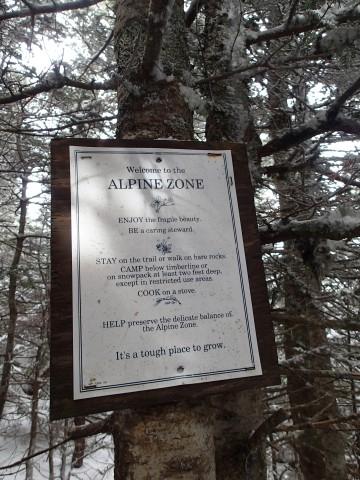 Welcome to the
ALPINE ZONE
ENJOY the fragile beauty.
BE a caring steward.
STAY on the trail or walk on bare rocks.
CAMP below timberline or
on snowpack at least two feet deep,
except in restricted use areas.
COOK on a stove.
HELP preserve the delicate balance of
the Alpine Zone.
It's a tough place to grow.